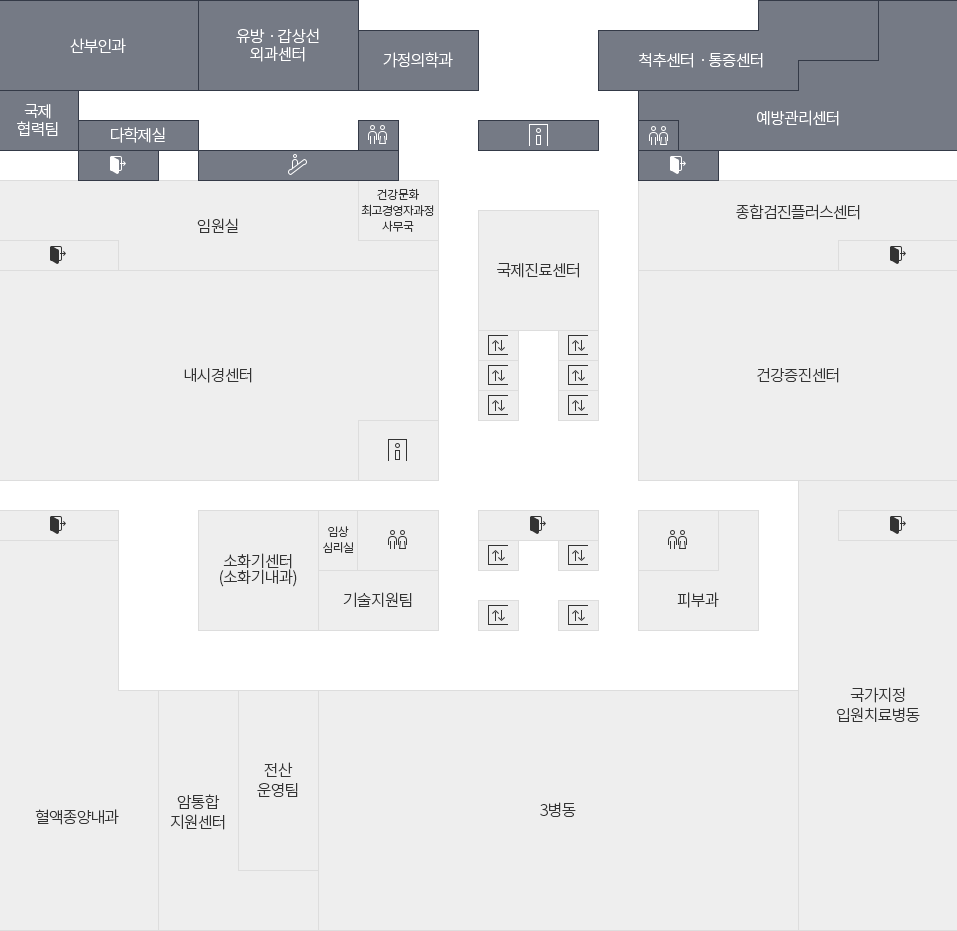 산부인과
유방 · 갑상선
외과센터
가정의학과
척추센터 · 통증센터
국제
협력팀
다학제실
예방관리센터
임원실
건강문화
최고경영자과정
사무국
국제진료센터
종합검진플러스센터
내시경센터
건강증진센터
소화기센터
(소화기내과)
임상
심리실
기술지원팀
피부과
국가지정
입원치료병동
혈액종양내과
암통합
지원센터
전산
운영팀
3병동